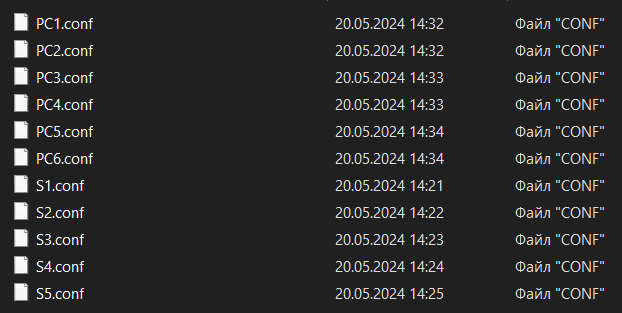 PC1.conf 20.05.2024 14:32 Файл "CONF"
PC2.conf 20.05.2024 14:32 Файл "CONF"
PC3.conf 20.05.2024 14:33 Файл "CONF"
PC4.conf 20.05.2024 14:33 Файл "CONF"
PC5.conf 20.05.2024 14:34 Файл "CONF"
PC6.conf 20.05.2024 14:34 Файл "CONF"
S1.conf 20.05.2024 14:21 Файл "CONF"
S2.conf 20.05.2024 14:22 Файл "CONF"
S3.conf 20.05.2024 14:23 Файл "CONF"
S4.conf 20.05.2024 14:24 Файл "CONF"
S5.conf 20.05.2024 14:25 Файл "CONF"